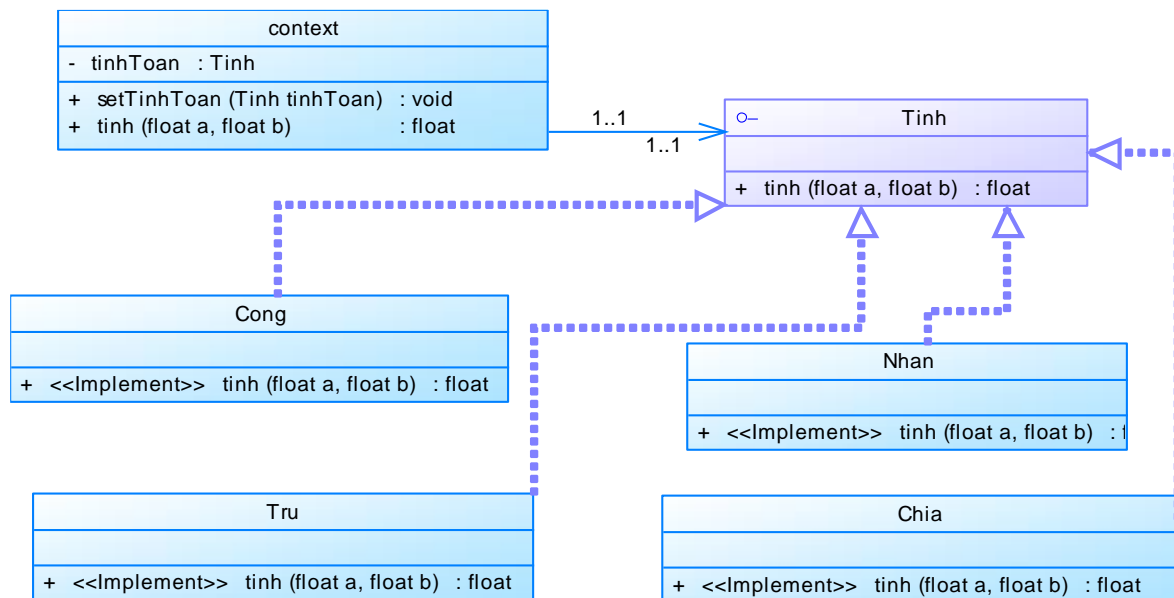 context
- tinhToan : Tinh
+ setTinhToan (Tinh tinhToan) : void
+ tinh (float a, float b) : float
1..1
1..1
Tinh
+ tinh (float a, float b) : float
Cong
+ <<Implement>> tinh (float a, float b) : float
Nhan
+ <<Implement>> tinh (float a, float b) :
Tru
+ <<Implement>> tinh (float a, float b) : float
Chia
+ <<Implement>> tinh (float a, float b) : float